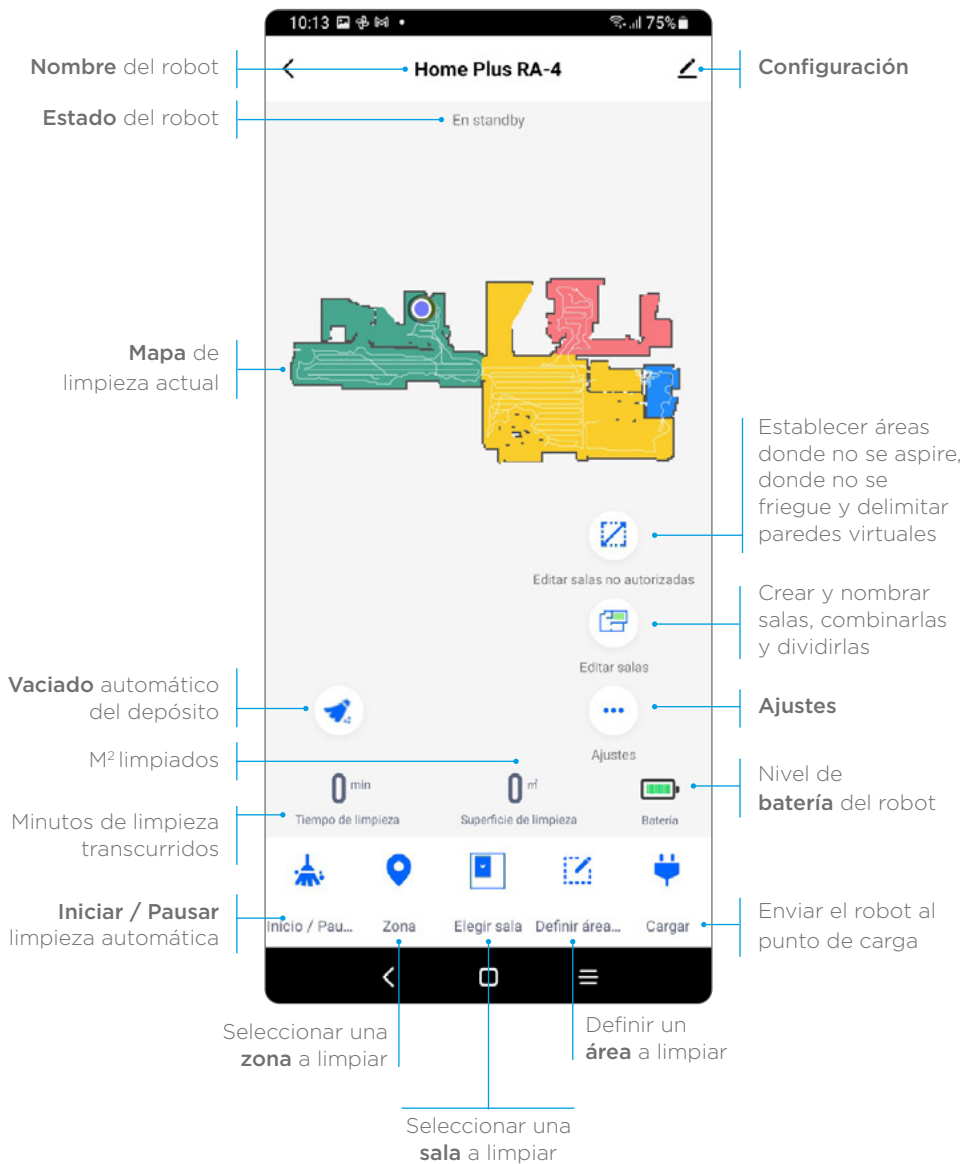 10:13
75%
Nombre del robot
Home Plus RA-4
Configuración
Estado del robot
En standby
Mapa de
limpieza actual
Establecer áreas
donde no se aspire,
donde no se
friegue y delimitar
paredes virtuales
Editar salas no autorizadas
Crear y nombrar
salas, combinarlas
y dividirlas
Editar salas
Vaciado automático
del depósito
Ajustes
Ajustes
M² limpiados
0 min
0 ㎡
Nivel de
batería del robot
Tiempo de limpieza
Superficie de limpieza
Batería
Minutos de limpieza
transcurridos
Iniciar / Pausar
limpieza automática
Inicio / Pau...
Zona
Elegir sala
Definir área...
Cargar
Enviar el robot al
punto de carga
Seleccionar una
zona a limpiar
Definir un
área a limpiar
Seleccionar una
sala a limpiar